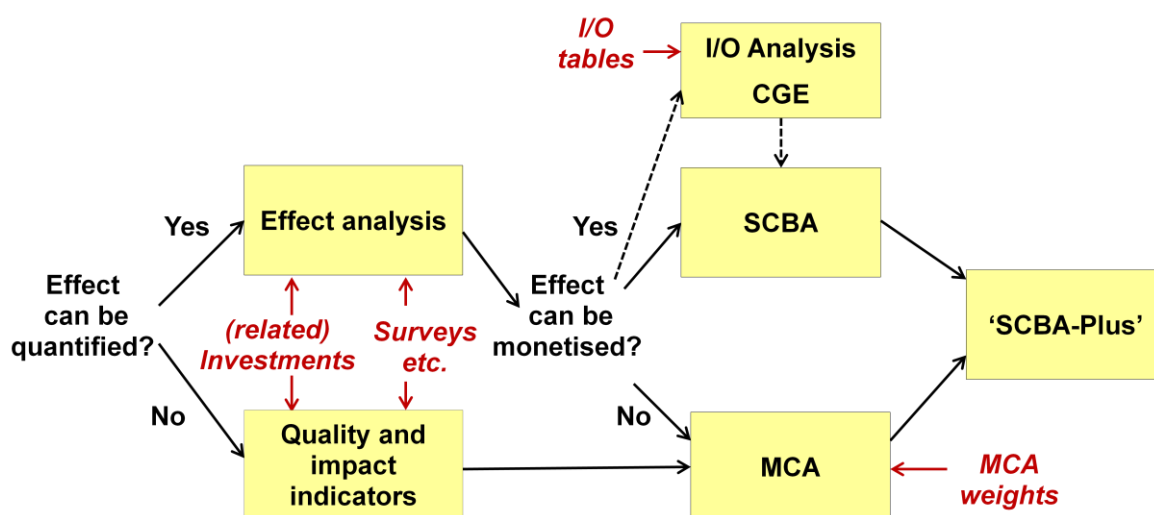 I/O
tables
I/O Analysis
CGE
Yes
Effect analysis
Yes
SCBA
Effect
can be
quantified?
(related)
Investments
Surveys
etc.
Effect
can be
monetised?
‘SCBA-Plus’
No
Quality and
impact
indicators
No
MCA
MCA
weights